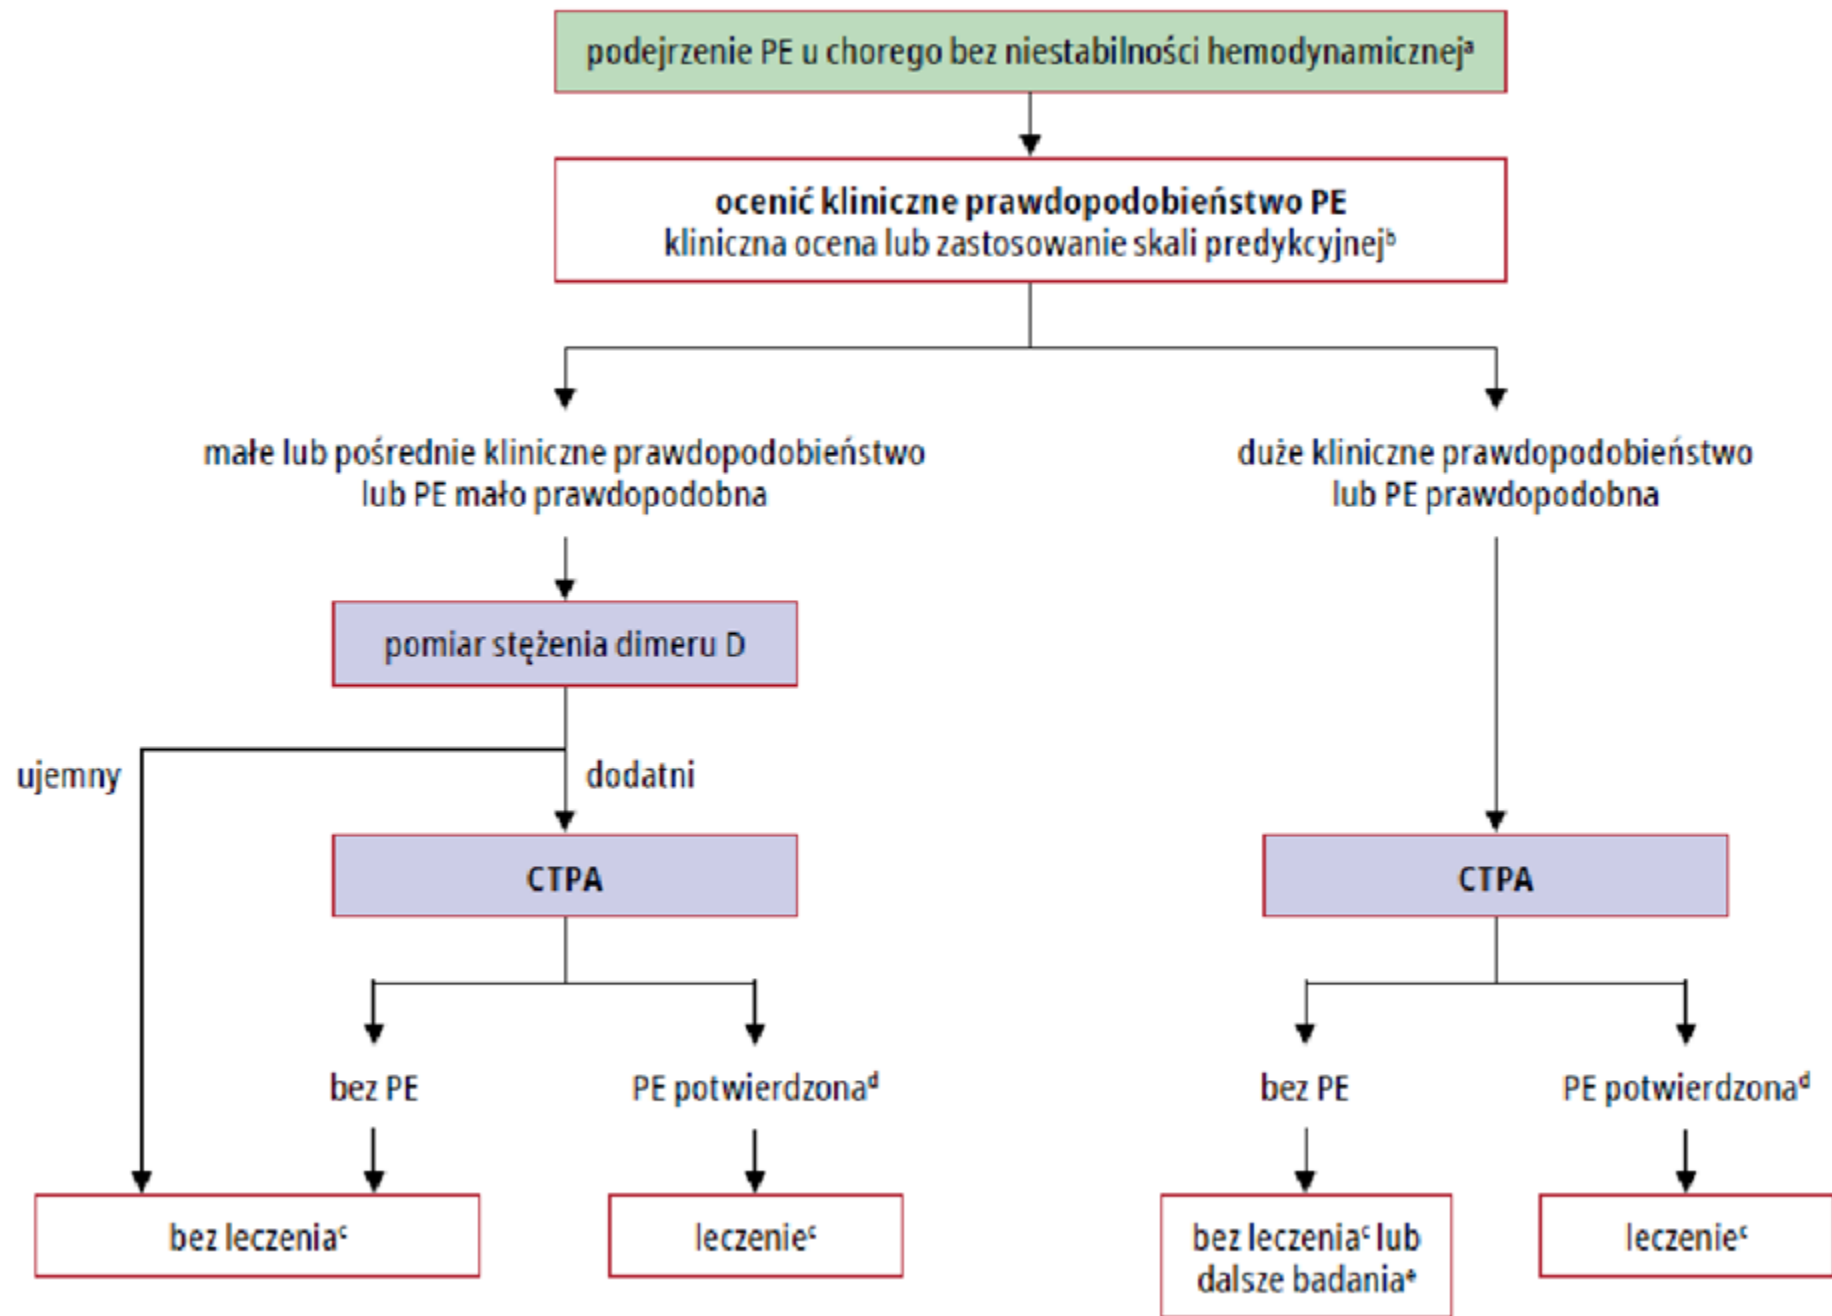 podejrzenie PE u chorego bez niestabilności hemodynamicznejᵃ
ocenić kliniczne prawdopodobieństwo PE
kliniczna ocena lub zastosowanie skali predykcyjnejᵇ
małe lub pośrednie kliniczne prawdopodobieństwo
lub PE mało prawdopodobna
duże kliniczne prawdopodobieństwo
lub PE prawdopodobna
pomiar stężenia dimeru D
ujemny
dodatni
CTPA
CTPA
bez PE
PE potwierdzonaᵈ
bez PE
PE potwierdzonaᵈ
bez leczeniaᶜ
leczenieᶜ
bez leczeniaᶜ lub
dalsze badaniaᵉ
leczenieᶜ